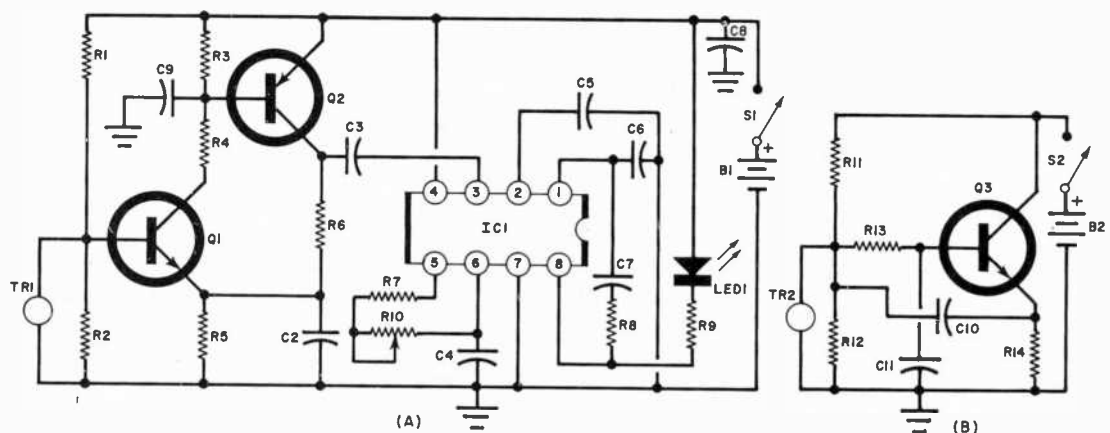 R1
R3
C9
Q2
R4
Q1
TR1
R2
R5
C3
R6
C2
4
3
2
1
IC1
5
6
7
8
C5
C6
C7
R7
R10
C4
R8
LED1
R9
C8
S1
+
B1
(A)
R11
R13
Q3
S2
+
B2
TR2
R12
C10
C11
R14
(B)